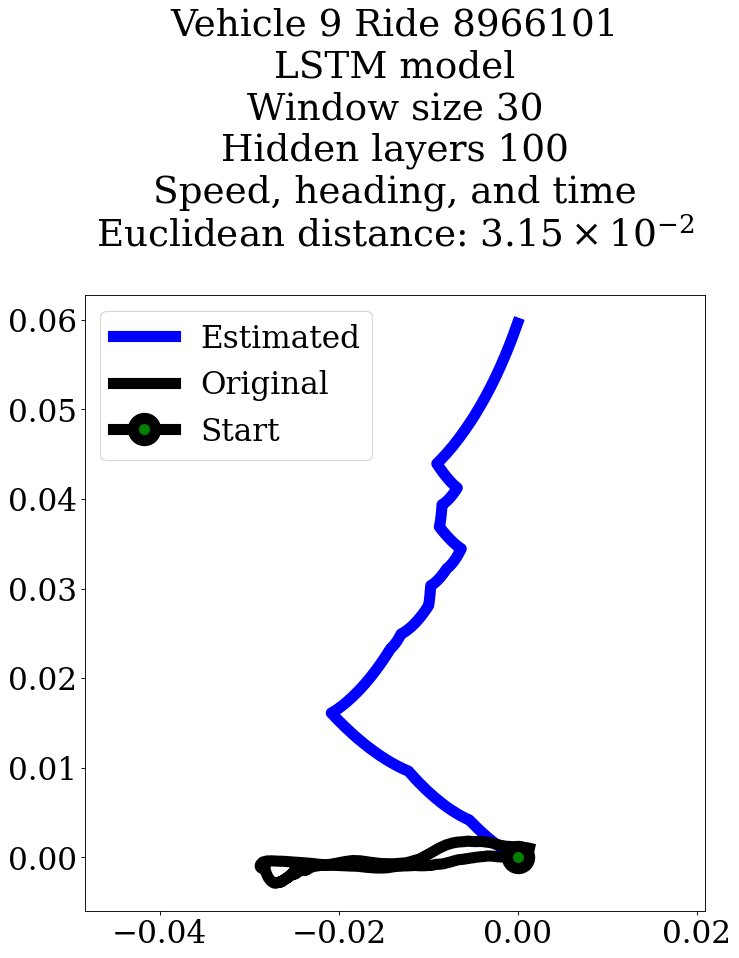 Vehicle 9 Ride 8966101
LSTM model
Window size 30
Hidden layers 100
Speed, heading, and time
Euclidean distance: 3.15 × 10⁻²
0.06
Estimated
Original
Start
0.05
0.04
0.03
0.02
0.01
0.00
−0.04
−0.02
0.00
0.02